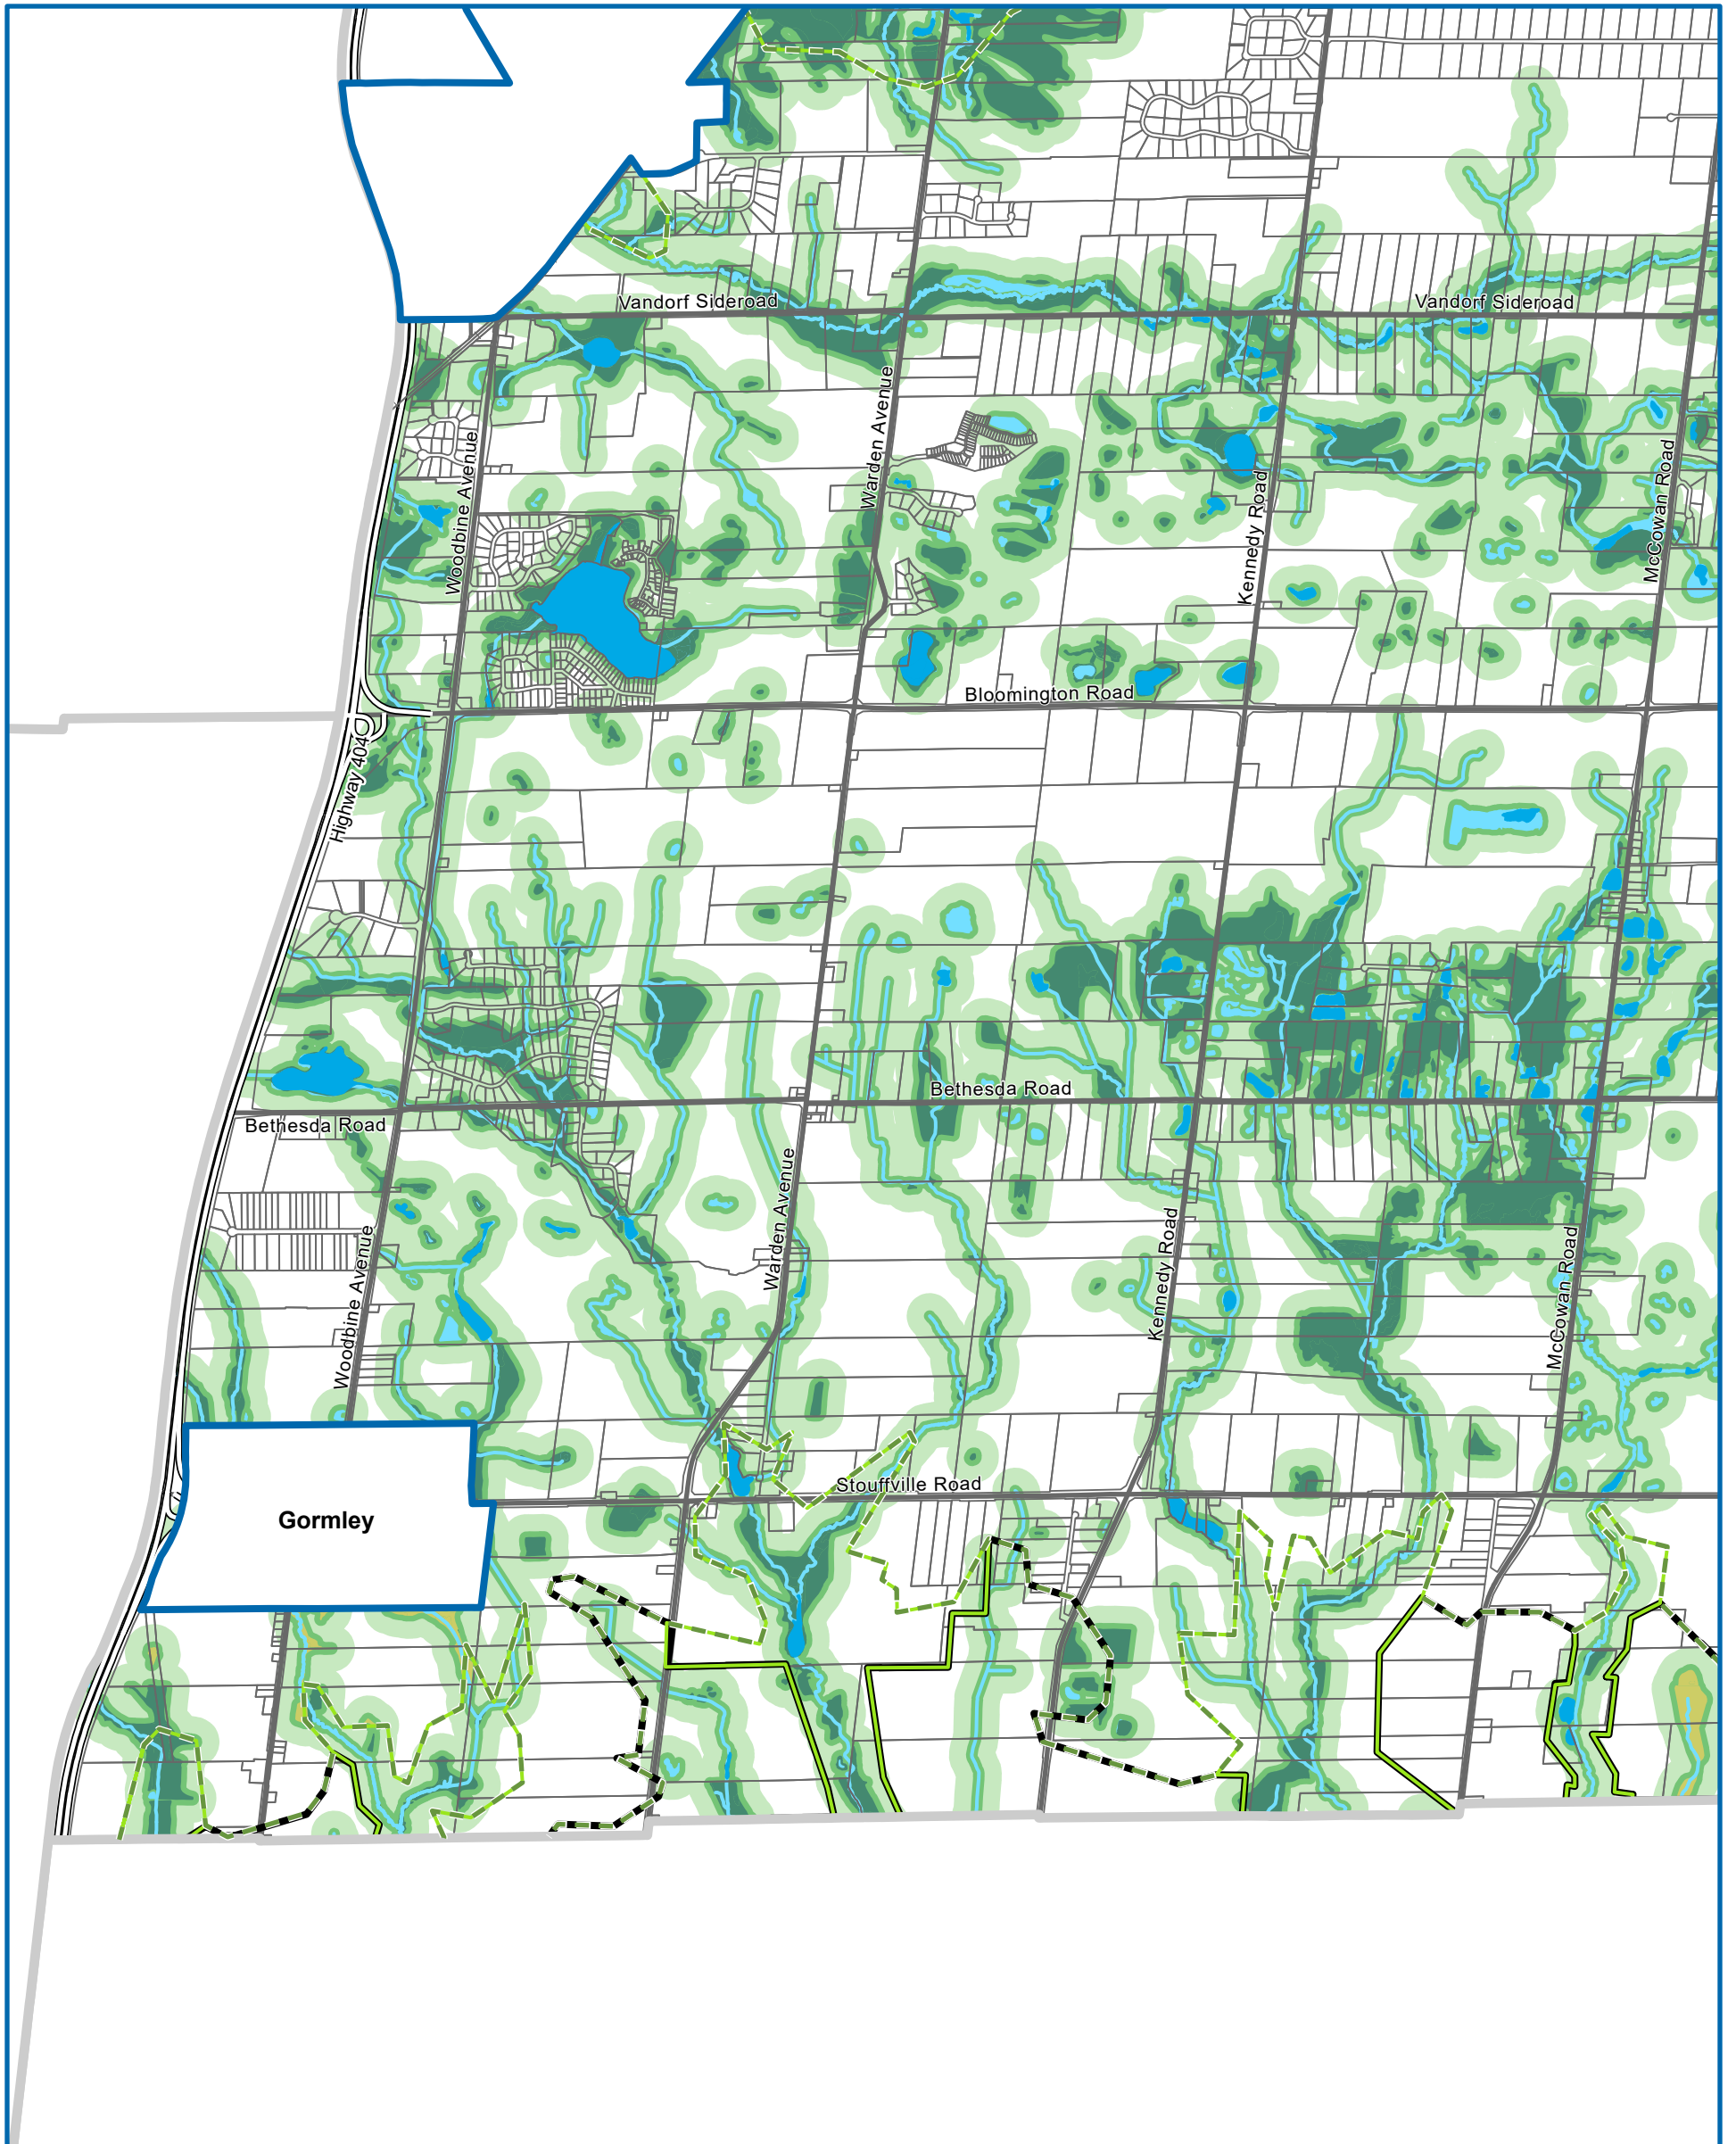 Vandorf Sideroad
Vandorf Sideroad
Warden Avenue
Woodbine Avenue
Kennedy Road
McCowan Road
Bloomington Road
Highway 404
Bethesda Road
Bethesda Road
Warden Avenue
Kennedy Road
Woodbine Avenue
McCowan Road
Stouffville Road
Gormley